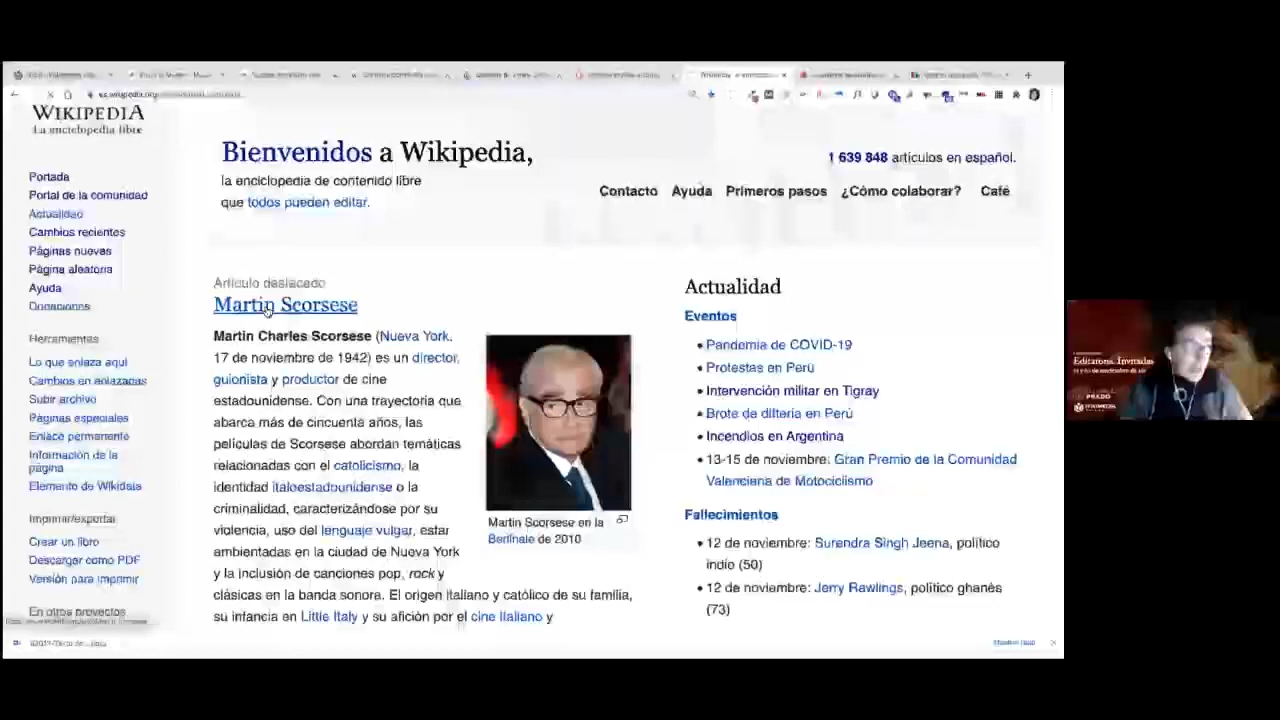 WIKIPEDIA
La enciclopedia libre
Portada
Portal de la comunidad
Actualidad
Cambios recientes
Páginas nuevas
Página aleatoria
Ayuda
Donaciones
Herramientas
Lo que enlaza aquí
Cambios en enlazadas
Subir archivo
Páginas especiales
Enlace permanente
Información de la
página
Elemento de Wikidata
Imprimir/exportar
Crear un libro
Descargar como PDF
Versión para imprimir
En otros proyectos
Bienvenidos a Wikipedia,
la enciclopedia de contenido libre
que todos pueden editar.
1 639 848 artículos en español.
Contacto Ayuda Primeros pasos ¿Cómo colaborar? Café
Artículo destacado
Martin Scorsese
Martin Charles Scorsese (Nueva York,
17 de noviembre de 1942) es un director,
guionista y productor de cine
estadounidense. Con una trayectoria que
abarca más de cincuenta años, las
películas de Scorsese abordan temáticas
relacionadas con el catolicismo, la
identidad italoestadounidense o la
criminalidad, caracterizándose por su
violencia, uso del lenguaje vulgar, estar
ambientadas en la ciudad de Nueva York
y la inclusión de canciones pop, rock y
clásicas en la banda sonora. El origen italiano y católico de su familia,
su infancia en Little Italy y su afición por el cine italiano y
Martin Scorsese en la
Berlinale de 2010
Actualidad
Eventos
• Pandemia de COVID-19
• Protestas en Perú
• Intervención militar en Tigray
• Brote de difteria en Perú
• Incendios en Argentina
• 13-15 de noviembre: Gran Premio de la Comunidad
Valenciana de Motociclismo
Fallecimientos
• 12 de noviembre: Surendra Singh Jeena, político
indio (50)
• 12 de noviembre: Jerry Rawlings, político ghanés
(73)
Editatona. Invitadas
PRADO
WIKIMEDIA